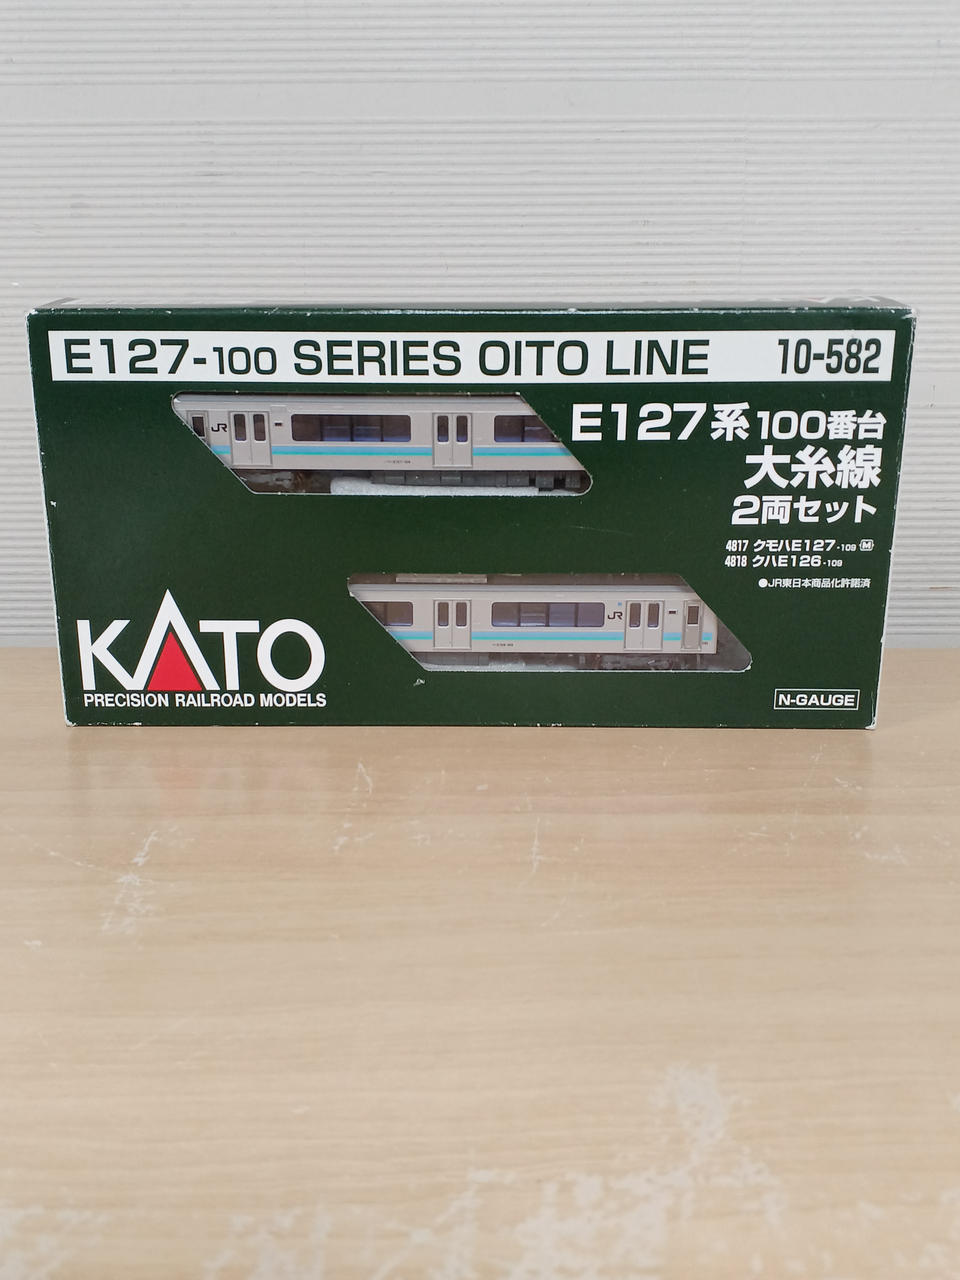 E127-100 SERIES OITO LINE 10-582
E127系 100番台
大糸線
2両セット
4817 クモハE127-109 M
4818 クハE126-109
●JR東日本商品化許諾済
JR
JR
KATO
PRECISION RAILROAD MODELS
N-GAUGE